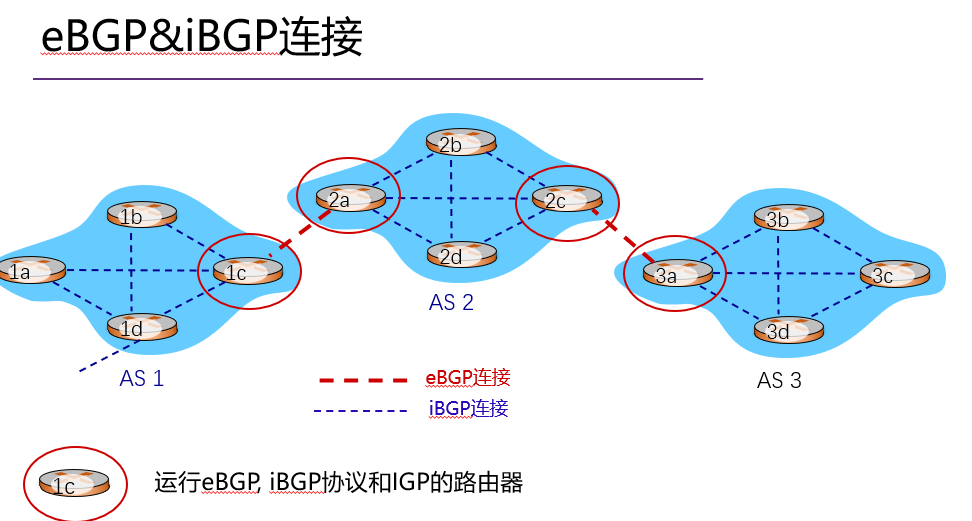 eBGP&iBGP连接
2b
2a
2c
1b
3b
2d
1a
1c
3a
3c
AS 2
1d
3d
AS 1
AS 3
eBGP连接
iBGP连接
1c
运行eBGP, iBGP协议和IGP的路由器